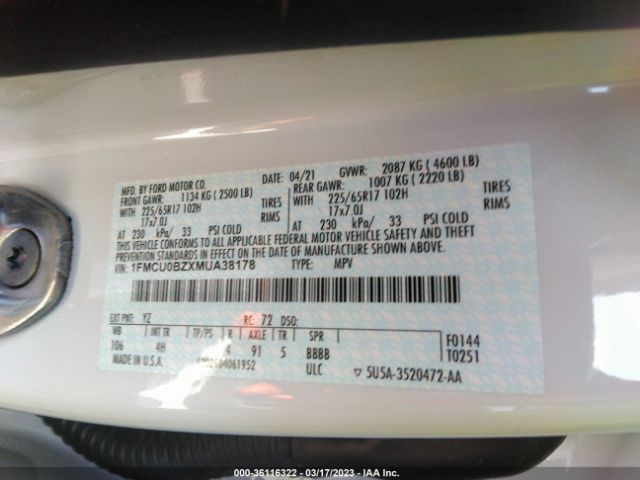 MFD. BY FORD MOTOR CO.
DATE: 04/21 GVWR: 2087 KG ( 4600 LB)
FRONT GAWR: 1134 KG ( 2500 LB) REAR GAWR: 1007 KG ( 2220 LB)
WITH 225/65R17 102H TIRES WITH 225/65R17 102H TIRES
17x7.0J RIMS 17x7.0J RIMS
AT 230 kPa/ 33 PSI COLD AT 230 kPa/ 33 PSI COLD
THIS VEHICLE CONFORMS TO ALL APPLICABLE FEDERAL MOTOR VEHICLE SAFETY AND
BUMPER STANDARDS IN EFFECT ON THE DATE OF MANUFACTURE SHOWN ABOVE.
VIN: 1FMCU0BZXMUA38178 TYPE: MPV
EXT PNT: YZ RC: 72 DSO:
WB INT TR TP/PS R AXLE TR SPR F0144
106 4H 4 91 5 BBBB T0251
MADE IN U.S.A. ULC ▽ 5U5A-3520472-AA
000-36116322 — 03/17/2023 — IAA Inc.